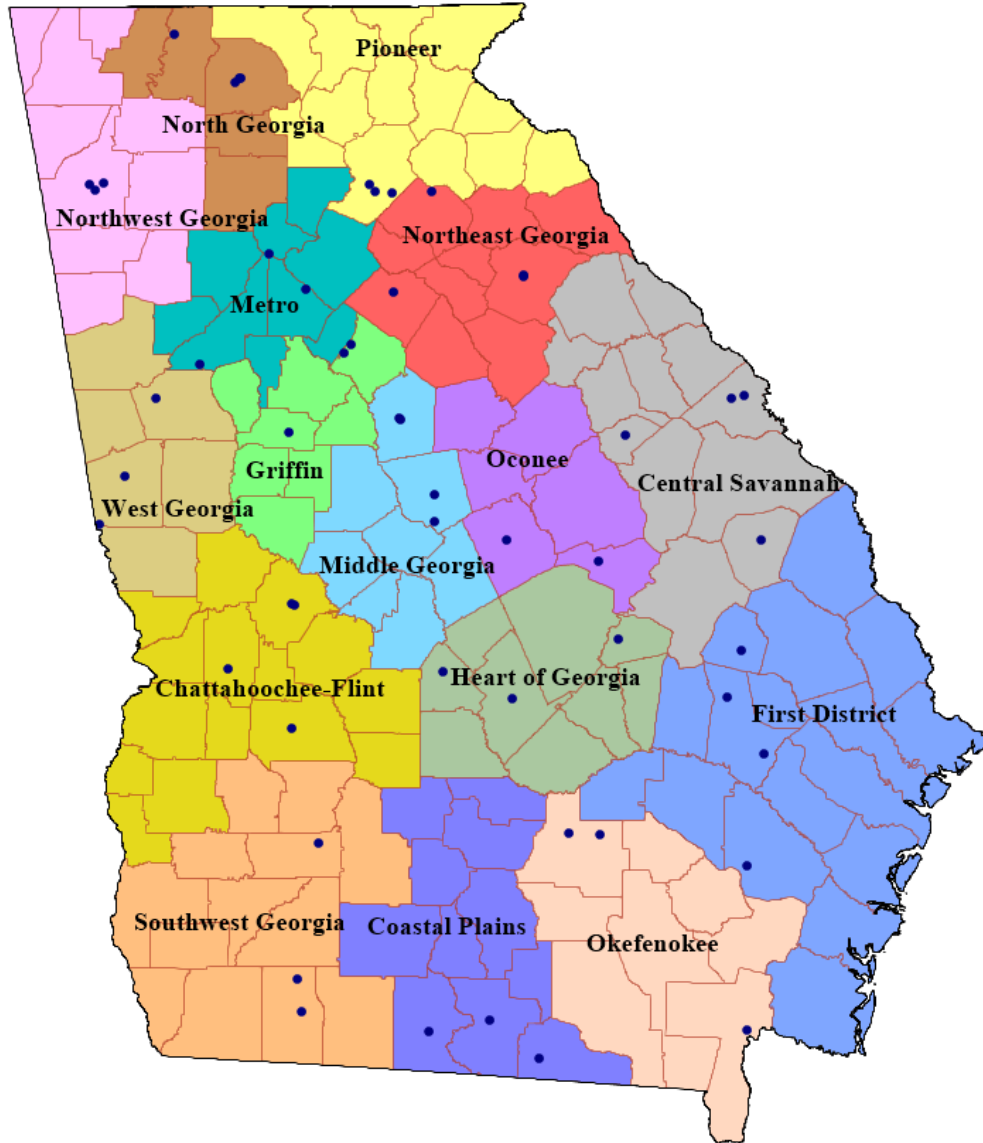 Pioneer
North Georgia
Northwest Georgia
Northeast Georgia
Metro
Oconee
Griffin
Central Savannah
West Georgia
Middle Georgia
Heart of Georgia
Chattahoochee-Flint
First District
Southwest Georgia
Coastal Plains
Okefenokee